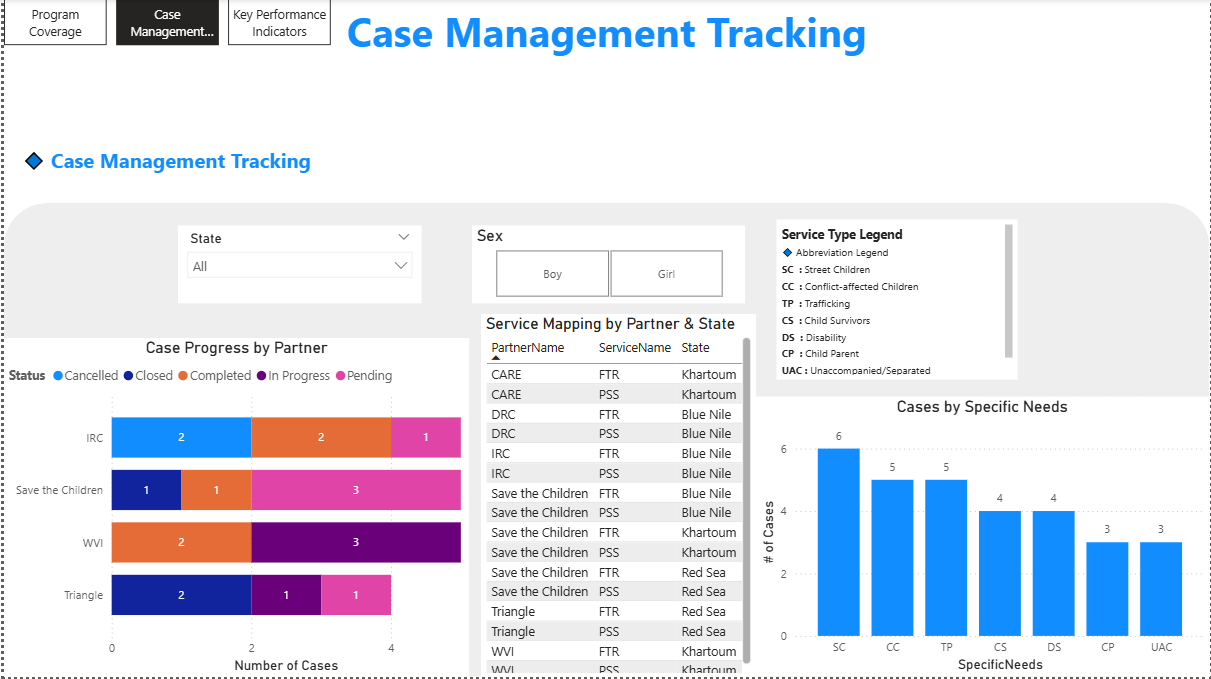 Program Coverage
Case Management...
Key Performance Indicators
Case Management Tracking
Case Management Tracking
State
All
Sex
Boy
Girl
Service Type Legend
Abbreviation Legend
SC : Street Children
CC : Conflict-affected Children
TP : Trafficking
CS : Child Survivors
DS : Disability
CP : Child Parent
UAC : Unaccompanied/Separated
Case Progress by Partner
Status Cancelled Closed Completed In Progress Pending
IRC 2 2 1
Save the Children 1 1 3
WVI 2 3
Triangle 2 1 1
0 2 4
Number of Cases
Service Mapping by Partner & State
PartnerName ServiceName State
CARE FTR Khartoum
CARE PSS Khartoum
DRC FTR Blue Nile
DRC PSS Blue Nile
IRC FTR Blue Nile
IRC PSS Blue Nile
Save the Children FTR Blue Nile
Save the Children PSS Blue Nile
Save the Children FTR Khartoum
Save the Children PSS Khartoum
Save the Children FTR Red Sea
Save the Children PSS Red Sea
Triangle FTR Red Sea
Triangle PSS Red Sea
WVI FTR Khartoum
WVI PSS Khartoum
Cases by Specific Needs
# of Cases
6
4
2
0
6 5 5 4 4 3 3
SC CC TP CS DS CP UAC
SpecificNeeds